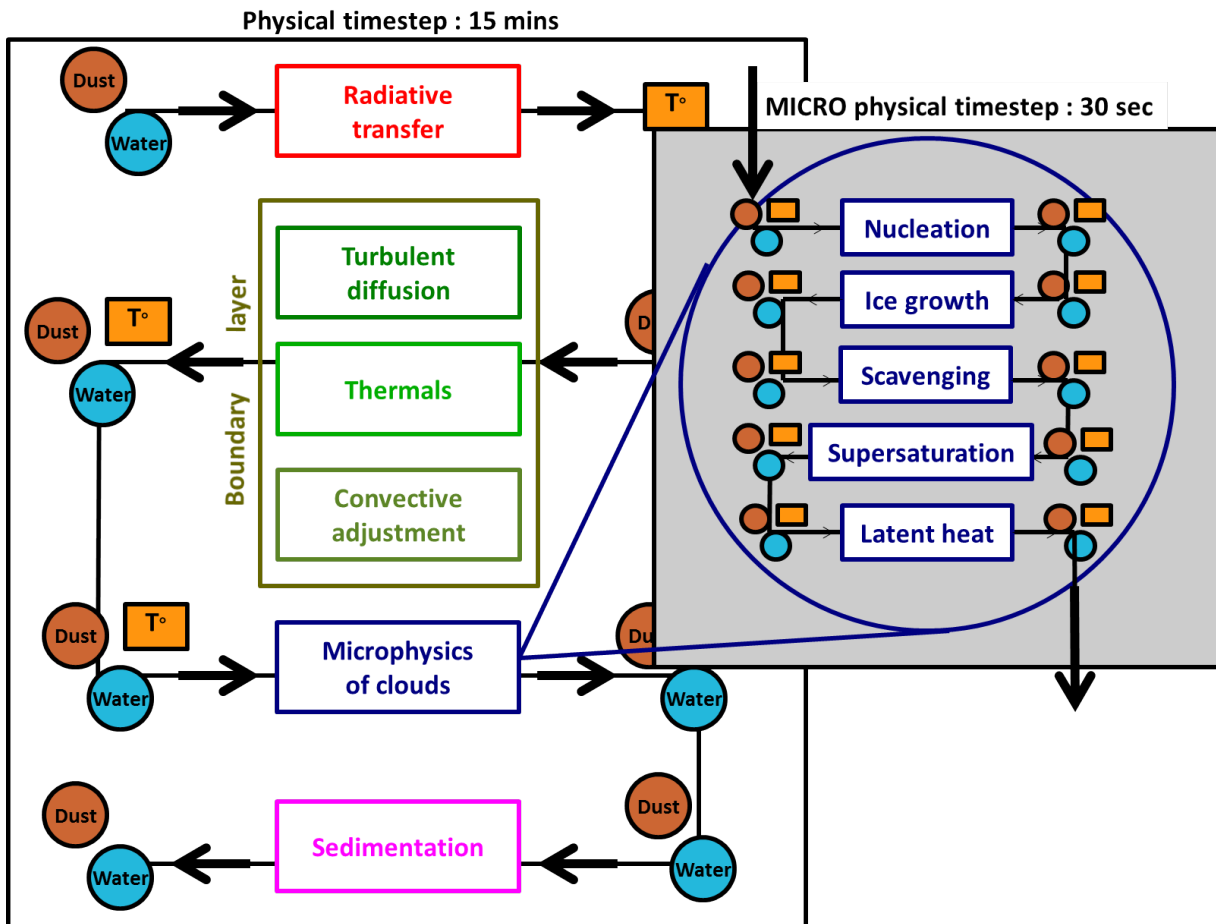 Physical timestep : 15 mins
Dust
Water
Radiative
transfer
T°
MICRO physical timestep : 30 sec
Nucleation
Ice growth
Scavenging
Supersaturation
Latent heat
Boundary layer
Turbulent
diffusion
Thermals
Convective
adjustment
Dust
T°
Water
Dust
T°
Water
Microphysics
of clouds
Water
Dust
Water
Sedimentation
Dust
Water